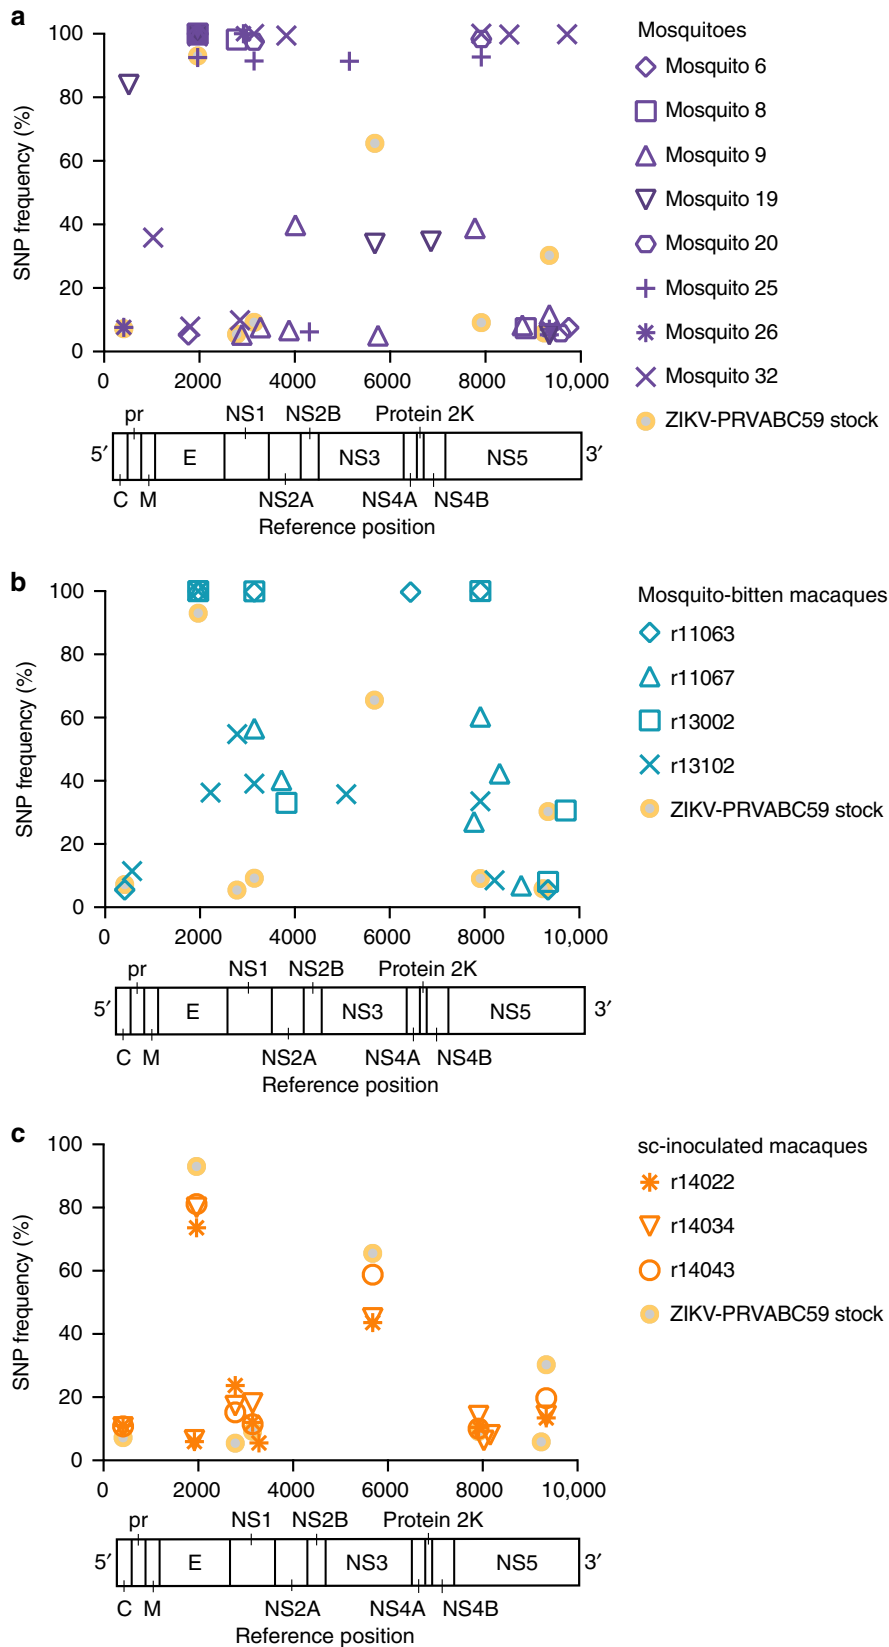 a
SNP frequency (%)
100
80
60
40
20
0
0 2000 4000 6000 8000 10,000
Mosquitoes
Mosquito 6
Mosquito 8
Mosquito 9
Mosquito 19
Mosquito 20
Mosquito 25
Mosquito 26
Mosquito 32
ZIKV-PRVABC59 stock
pr NS1 NS2B Protein 2K
5′ E NS3 NS5 3′
C M NS2A NS4A NS4B
Reference position
b
SNP frequency (%)
100
80
60
40
20
0
0 2000 4000 6000 8000 10,000
Mosquito-bitten macaques
r11063
r11067
r13002
r13102
ZIKV-PRVABC59 stock
pr NS1 NS2B Protein 2K
5′ E NS3 NS5 3′
C M NS2A NS4A NS4B
Reference position
c
SNP frequency (%)
100
80
60
40
20
0
0 2000 4000 6000 8000 10,000
sc-inoculated macaques
r14022
r14034
r14043
ZIKV-PRVABC59 stock
pr NS1 NS2B Protein 2K
5′ E NS3 NS5 3′
C M NS2A NS4A NS4B
Reference position